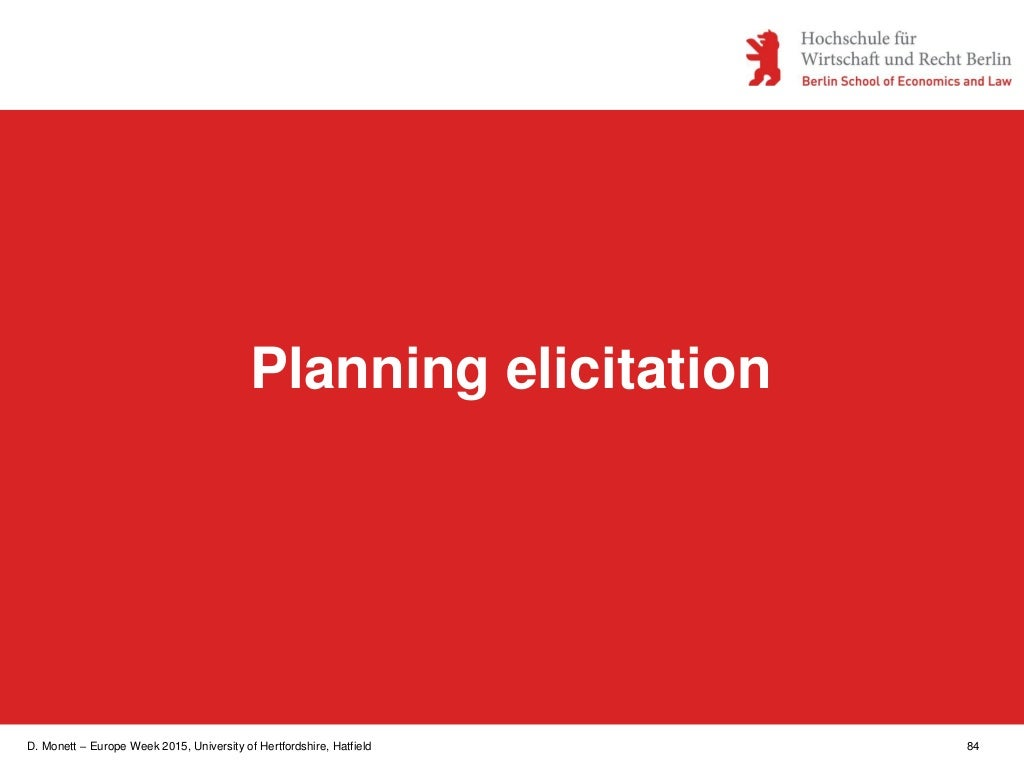 Hochschule für
Wirtschaft und Recht Berlin
Berlin School of Economics and Law
Planning elicitation
D. Monett – Europe Week 2015, University of Hertfordshire, Hatfield
84